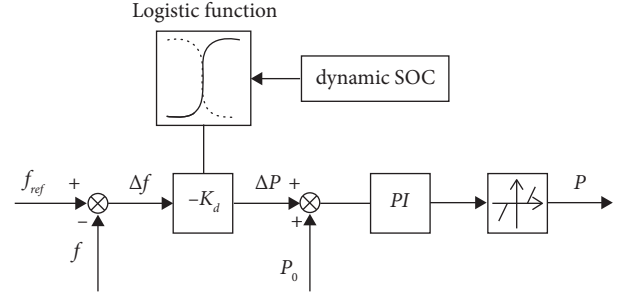 Logistic function
dynamic SOC
f_ref + Δf −K_d ΔP + PI P
− +
f P_0